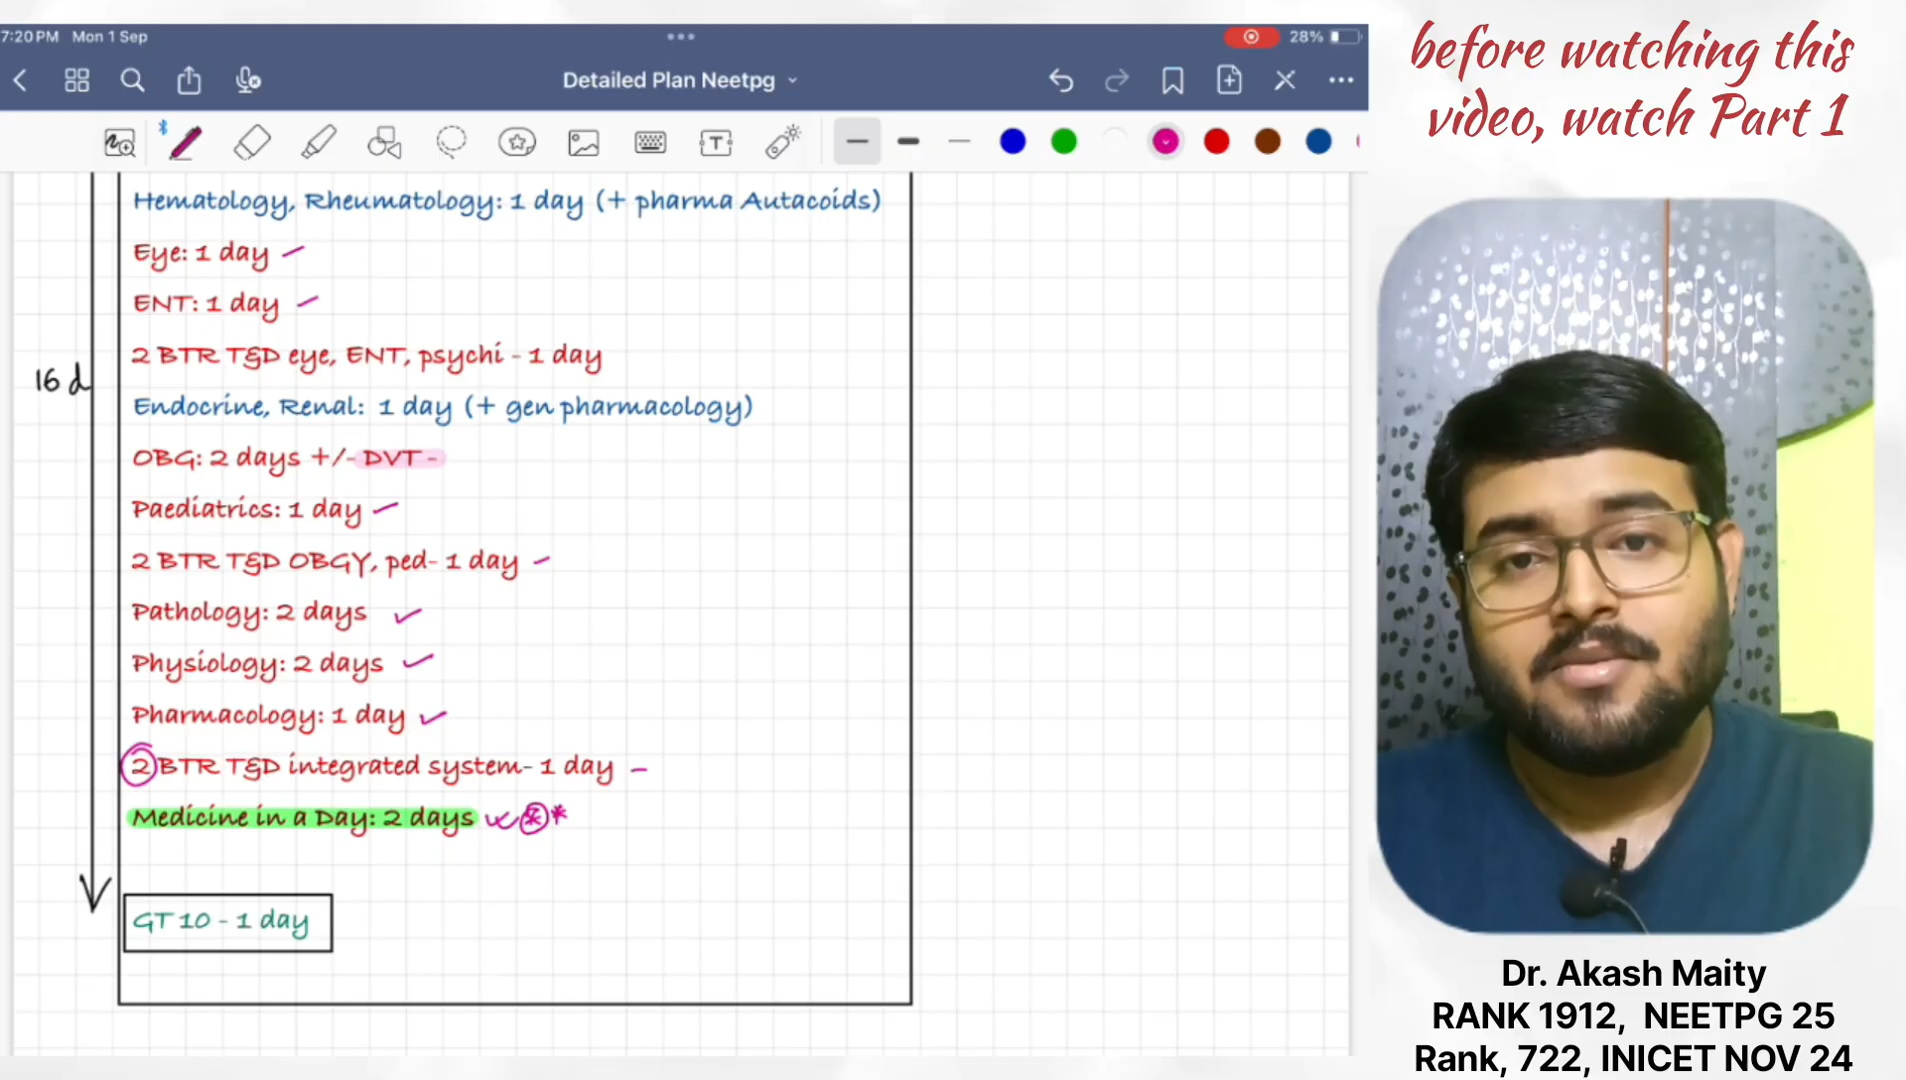 before watching this
video, watch Part 1
7:20 PM Mon 1 Sep
28%
Detailed Plan Neetpg
T
Hematology, Rheumatology: 1 day (+ pharma Autacoids)
Eye: 1 day
ENT: 1 day
2 BTR T&D eye, ENT, psychi - 1 day
16 d
Endocrine, Renal: 1 day (+ gen pharmacology)
OBG: 2 days +/- DVT -
Paediatrics: 1 day
2 BTR T&D OBGY, ped- 1 day
Pathology: 2 days
Physiology: 2 days
Pharmacology: 1 day
2 BTR T&D integrated system- 1 day
Medicine in a Day: 2 days **
GT 10 - 1 day
Dr. Akash Maity
RANK 1912, NEETPG 25
Rank, 722, INICET NOV 24